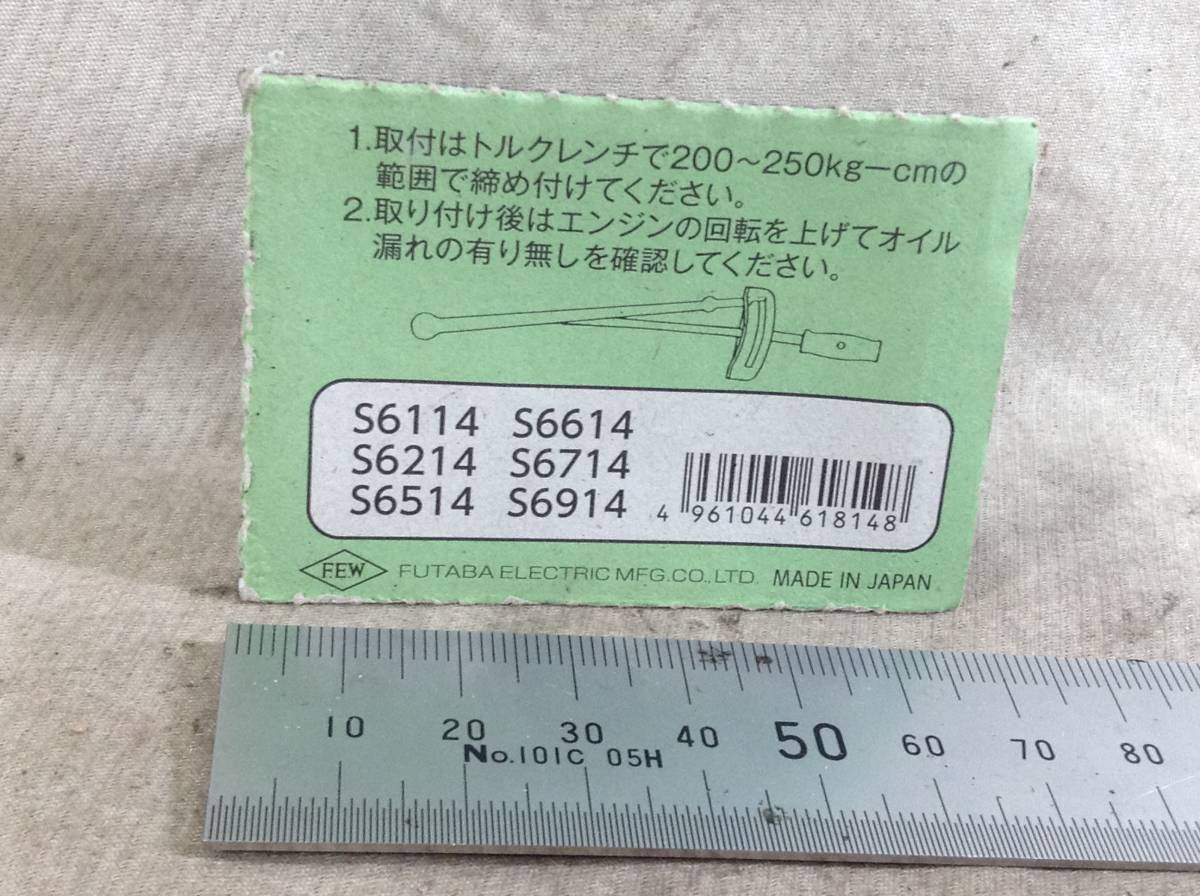 1.取付はトルクレンチで200～250kg－cmの
範囲で締め付けてください。
2.取り付け後はエンジンの回転を上げてオイル
漏れの有り無しを確認してください。
S6114 S6614
S6214 S6714
S6514 S6914
4 961044 618148
F.E.W FUTABA ELECTRIC MFG.CO.,LTD. MADE IN JAPAN
10 20 30 40 50 60 70 80
No.101C 05H